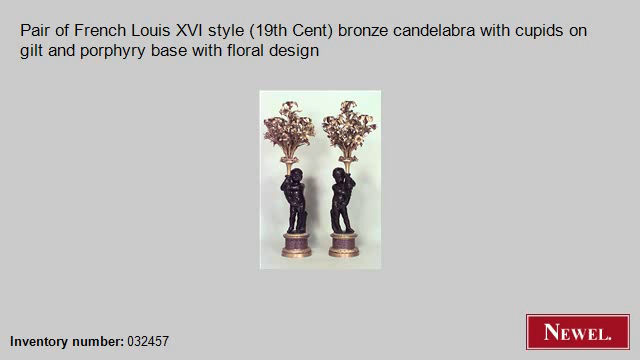 Pair of French Louis XVI style (19th Cent) bronze candelabra with cupids on
gilt and porphyry base with floral design
Inventory number: 032457
NEWEL.